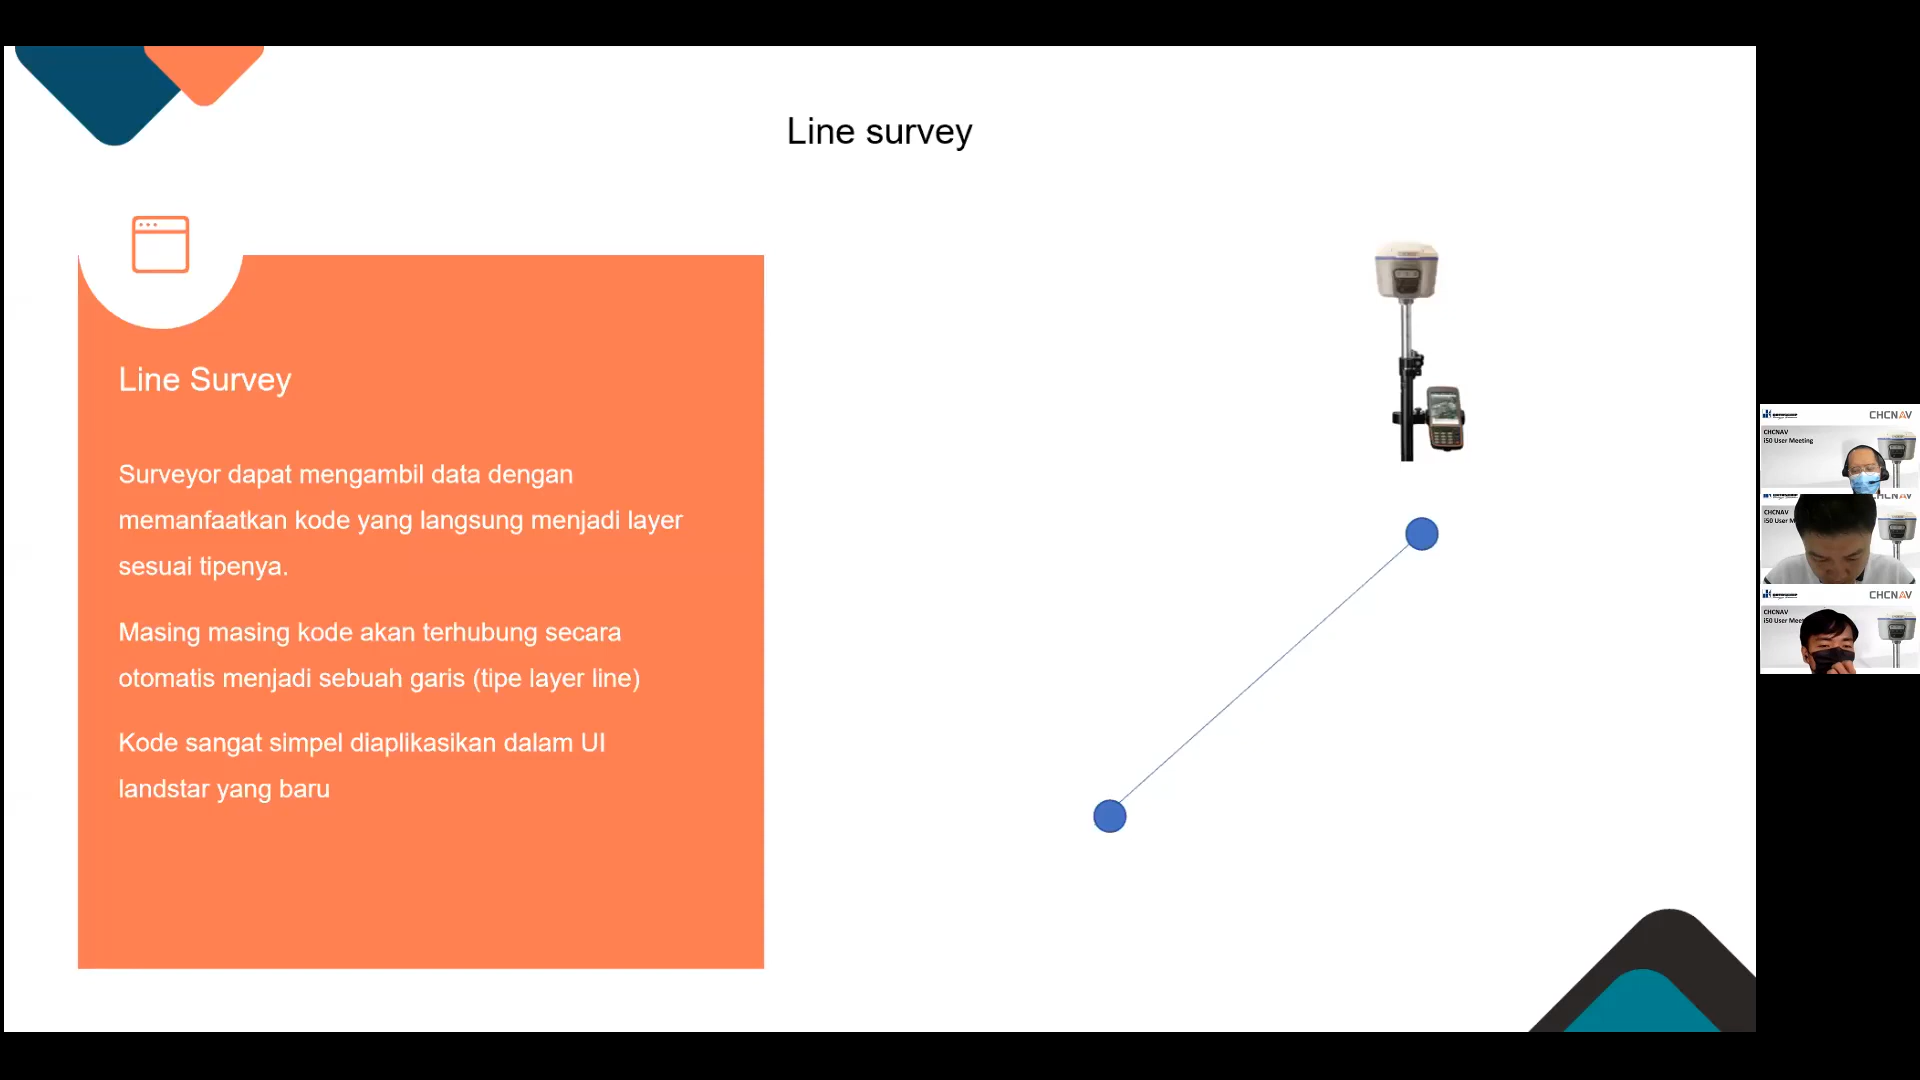 Line survey
Line Survey
Surveyor dapat mengambil data dengan
memanfaatkan kode yang langsung menjadi layer
sesuai tipenya.
Masing masing kode akan terhubung secara
otomatis menjadi sebuah garis (tipe layer line)
Kode sangat simpel diaplikasikan dalam UI
landstar yang baru
CHCNAV
CHCNAV
i50 User Meeting
CHCNAV
CHCNAV
i50 User M
CHCNAV
CHCNAV
i50 User Meet